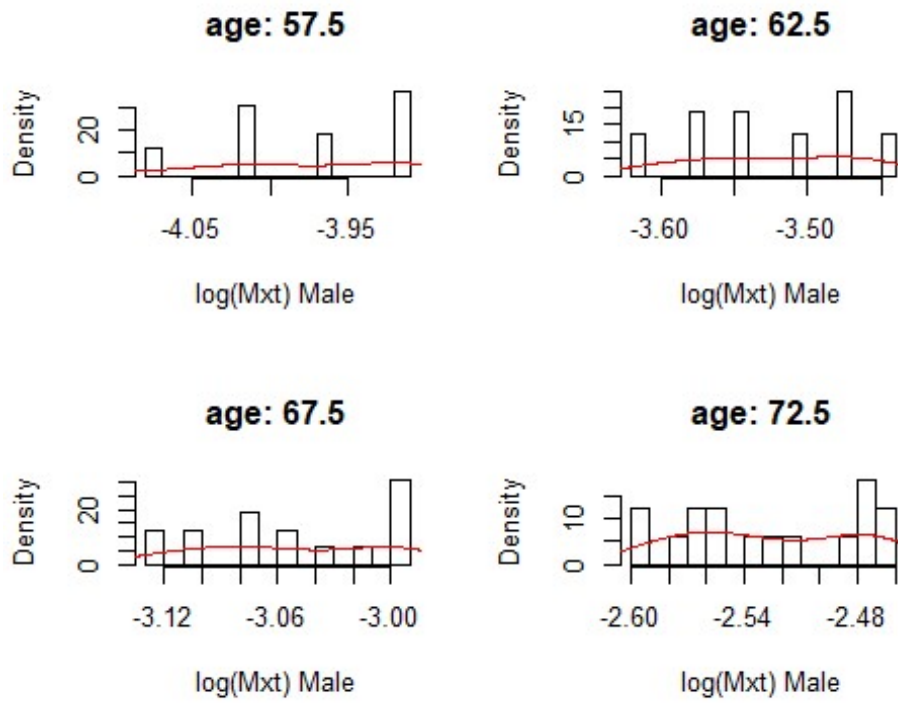 age: 57.5
Density
0 20
-4.05 -3.95
log(Mxt) Male
age: 62.5
Density
0 15
-3.60 -3.50
log(Mxt) Male
age: 67.5
Density
0 20
-3.12 -3.06 -3.00
log(Mxt) Male
age: 72.5
Density
0 10
-2.60 -2.54 -2.48
log(Mxt) Male